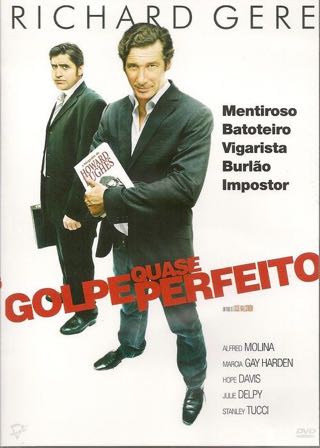 RICHARD GERE
HOWARD
HUGHES
Mentiroso
Batoteiro
Vigarista
Burlão
Impostor
GOLPE QUASE PERFEITO
ALFRED MOLINA
MARCIA GAY HARDEN
HOPE DAVIS
JULIE DELPY
STANLEY TUCCI
DVD